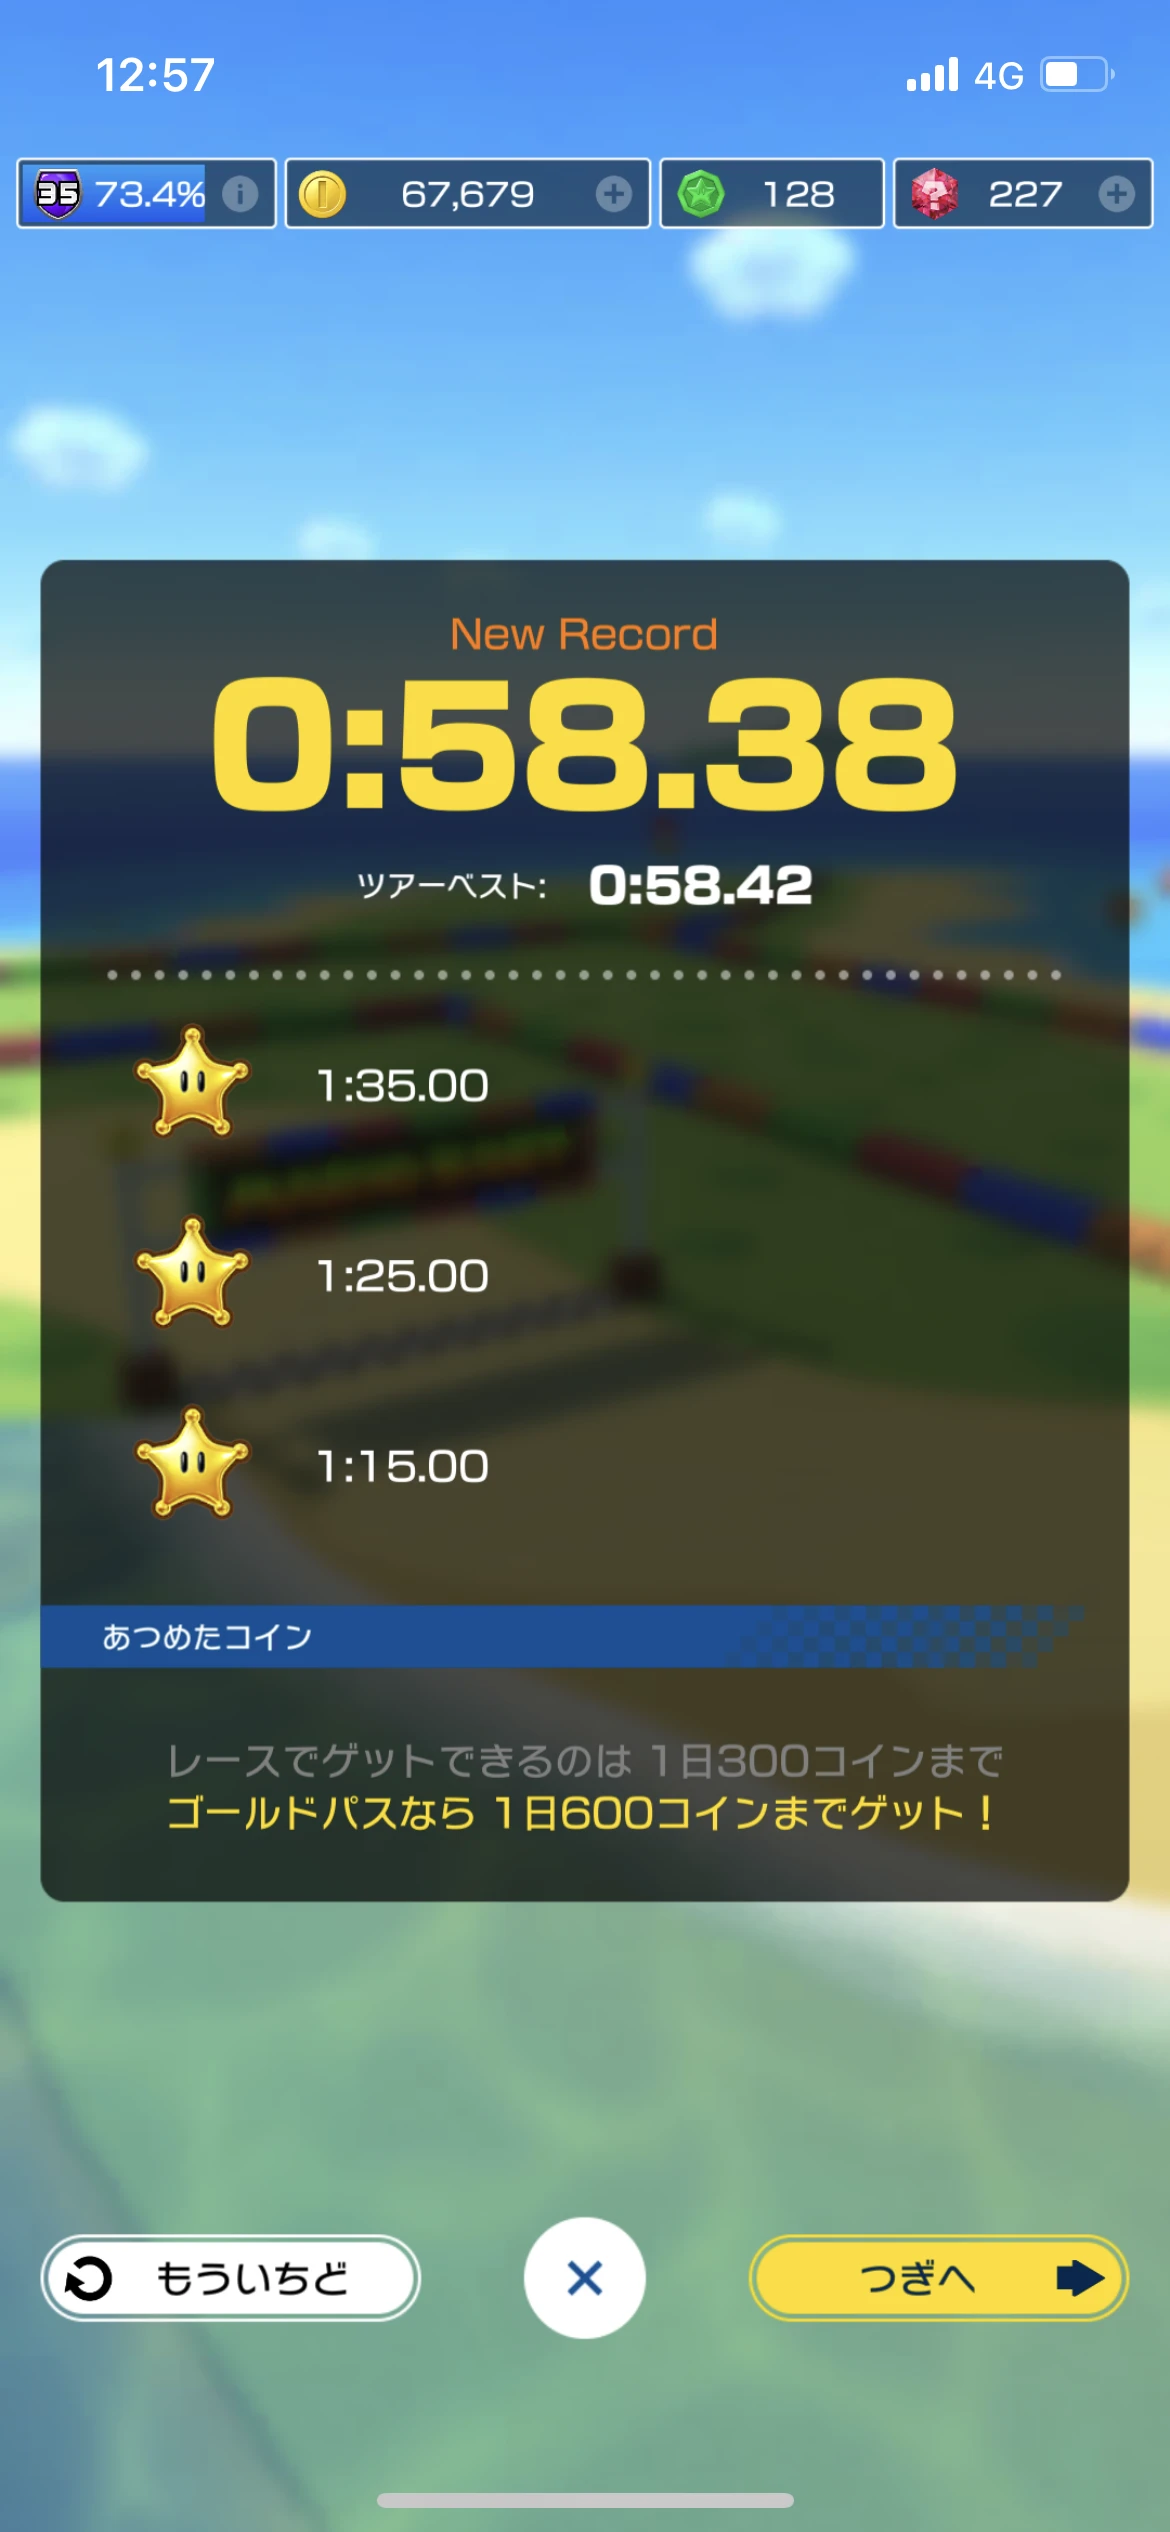 12:57
4G
35 73.4% i
67,679 +
128
? 227 +
New Record
0:58.38
ツアーベスト: 0:58.42
1:35.00
1:25.00
1:15.00
あつめたコイン
レースでゲットできるのは 1日300コインまで
ゴールドパスなら 1日600コインまでゲット！
もういちど
×
つぎへ